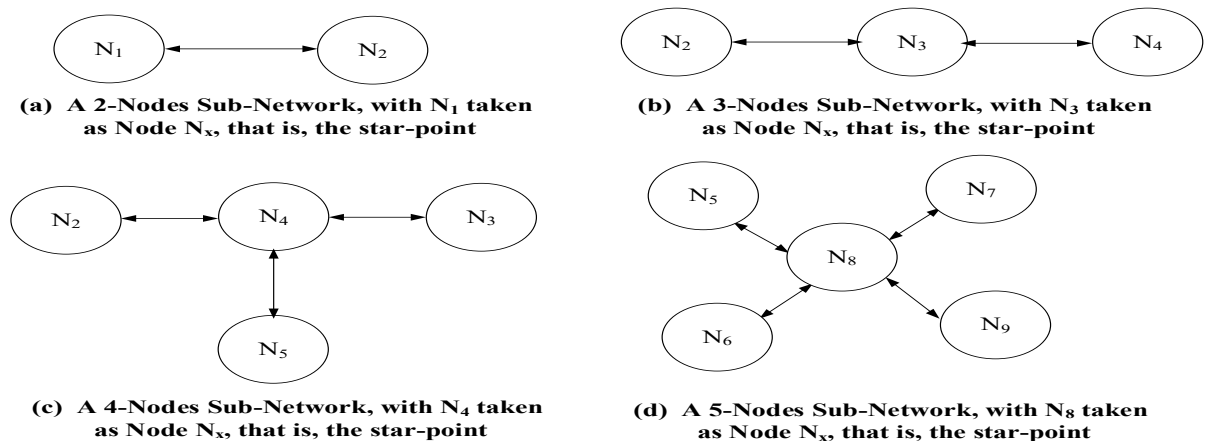 N₁ N₂
(a) A 2-Nodes Sub-Network, with N₁ taken
as Node Nₓ, that is, the star-point
N₂ N₃ N₄
(b) A 3-Nodes Sub-Network, with N₃ taken
as Node Nₓ, that is, the star-point
N₂ N₄ N₃
N₅
(c) A 4-Nodes Sub-Network, with N₄ taken
as Node Nₓ, that is, the star-point
N₅ N₇
N₈
N₆ N₉
(d) A 5-Nodes Sub-Network, with N₈ taken
as Node Nₓ, that is, the star-point